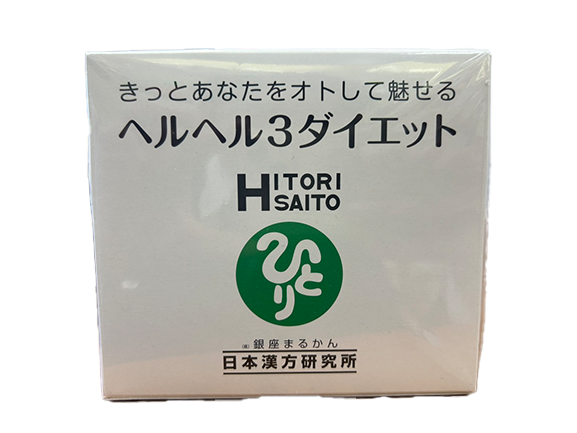 きっとあなたをオトして魅せる
ヘルヘル3ダイエット
HITORI
SAITO
ひとり
(株)銀座まるかん
日本漢方研究所